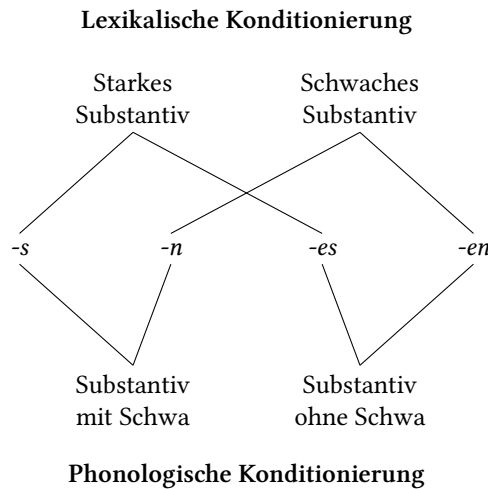 Lexikalische Konditionierung
Starkes Substantiv
Schwaches Substantiv
-s -n -es -en
Substantiv mit Schwa
Substantiv ohne Schwa
Phonologische Konditionierung